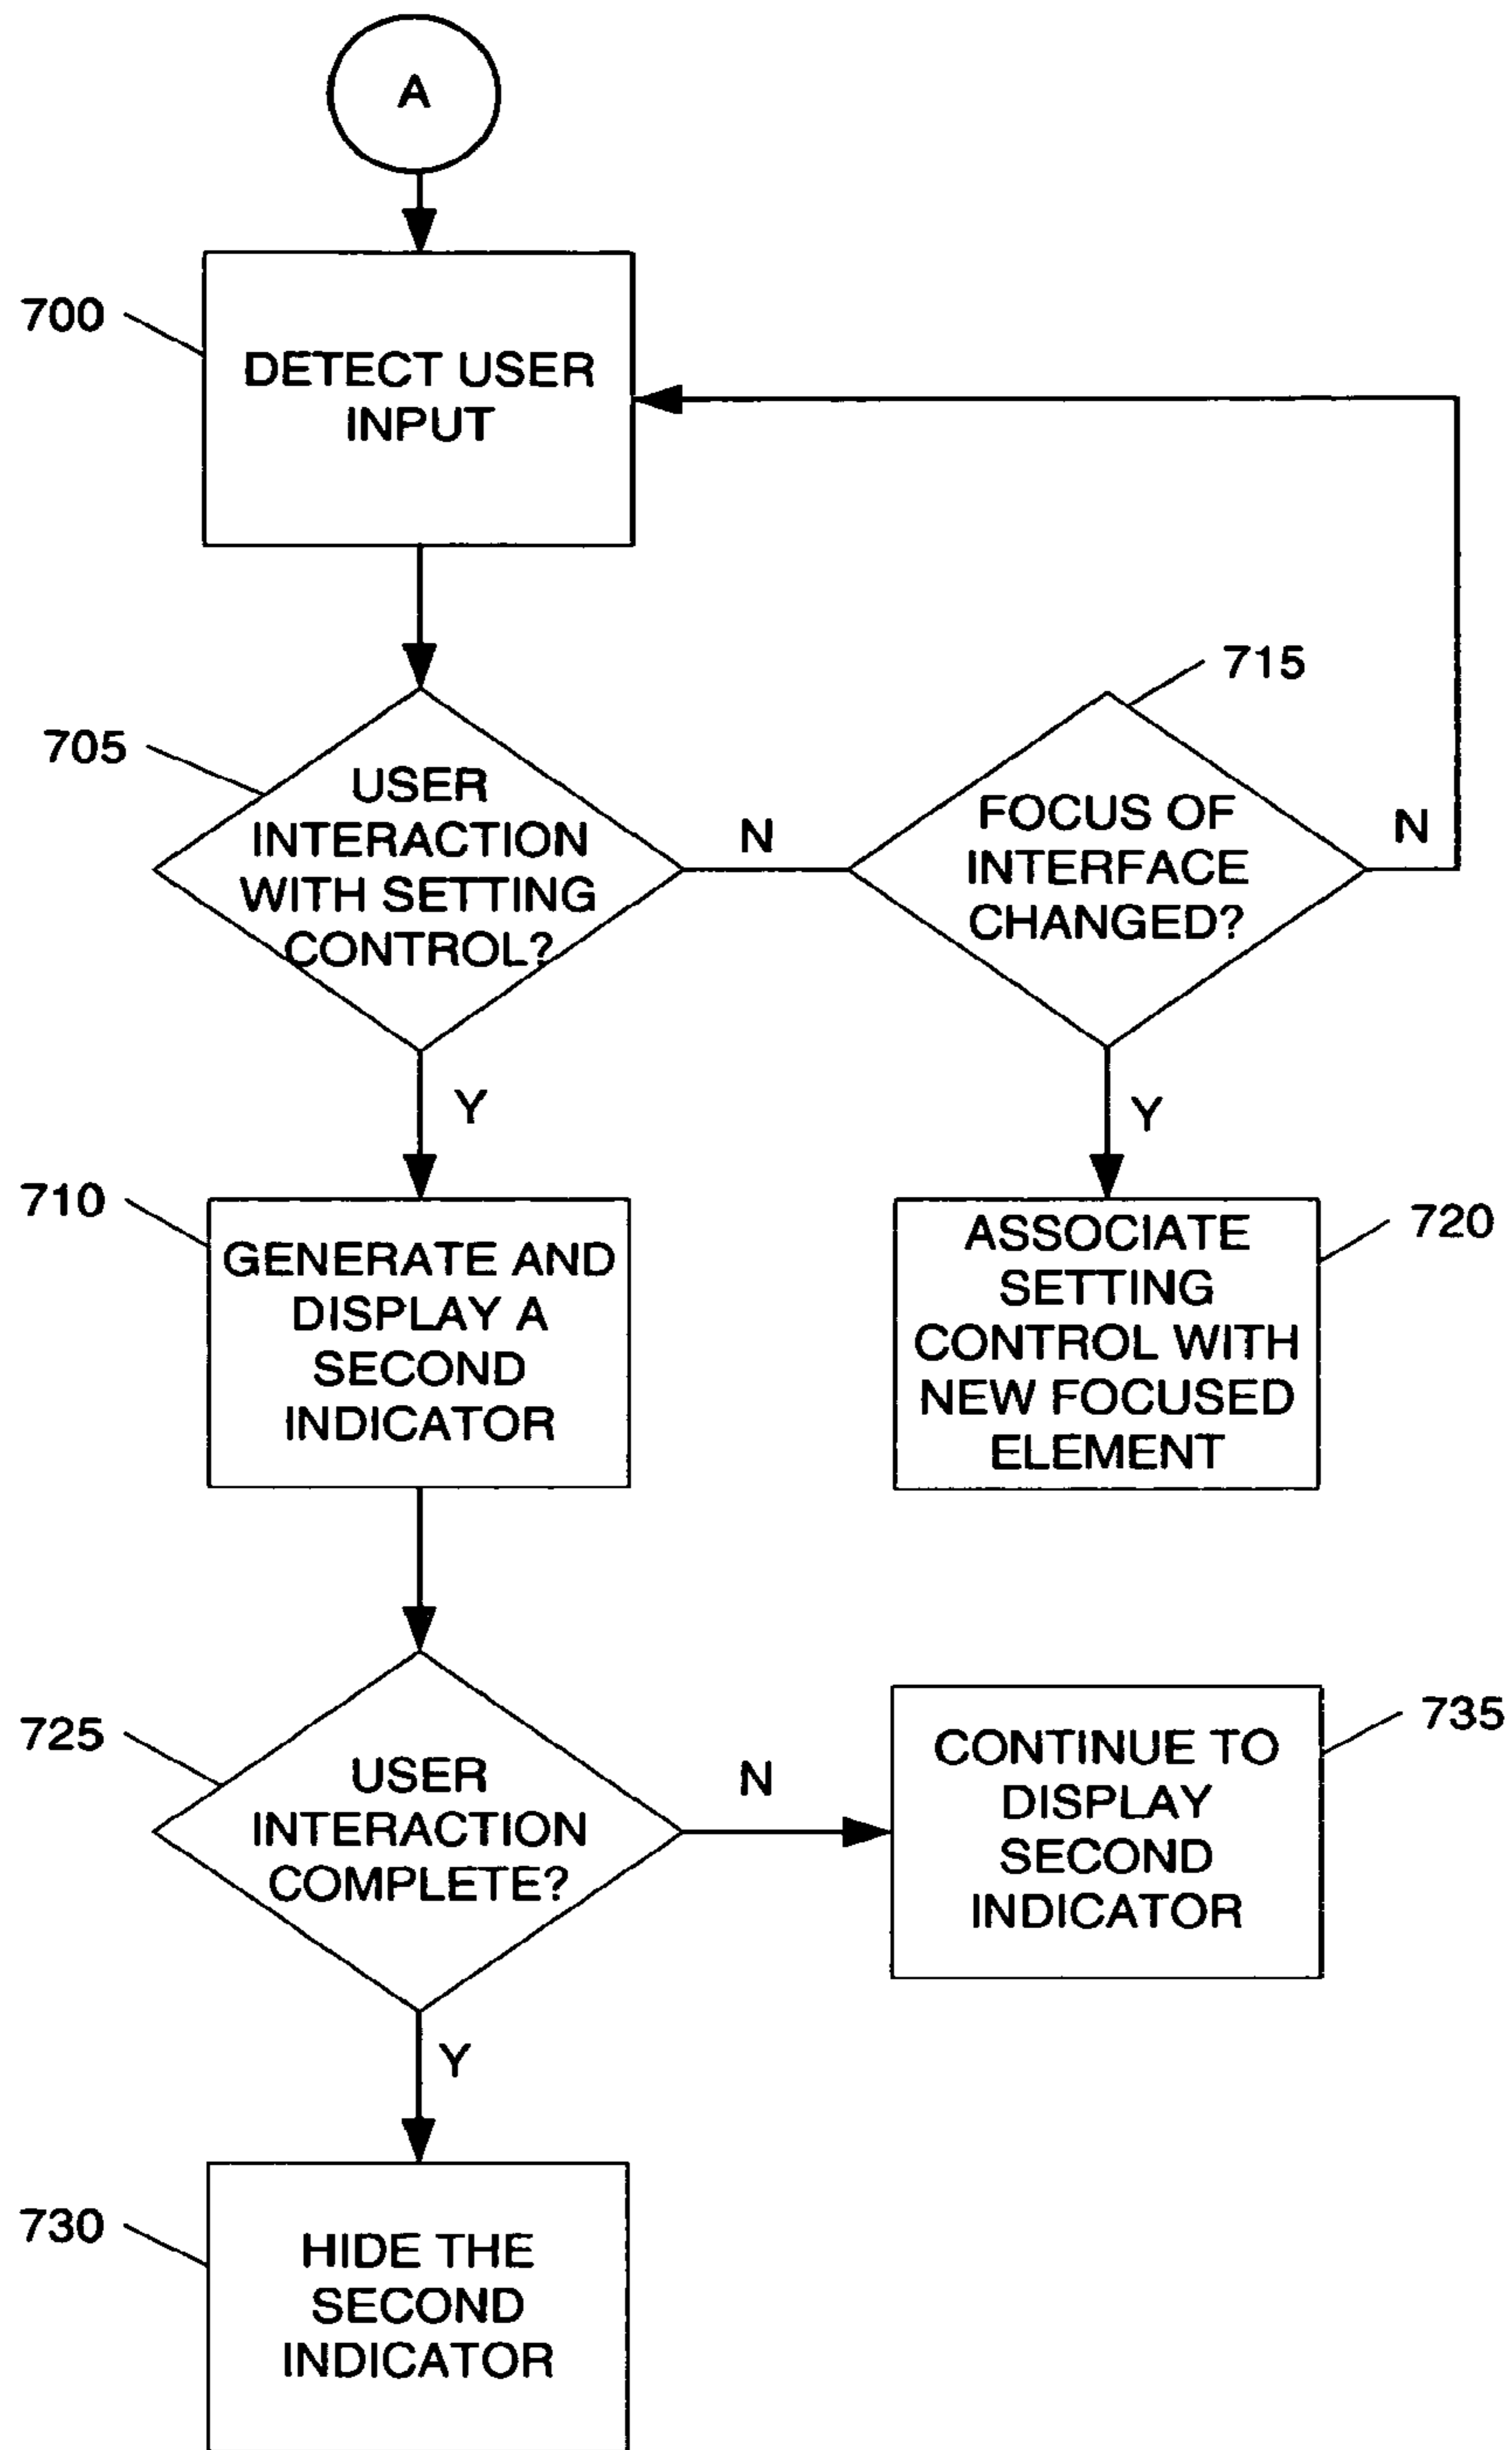 A
700
DETECT USER
INPUT
705
USER
INTERACTION
WITH SETTING
CONTROL?
N
715
FOCUS OF
INTERFACE
CHANGED?
N
Y
Y
710
GENERATE AND
DISPLAY A
SECOND
INDICATOR
720
ASSOCIATE
SETTING
CONTROL WITH
NEW FOCUSED
ELEMENT
725
USER
INTERACTION
COMPLETE?
N
735
CONTINUE TO
DISPLAY
SECOND
INDICATOR
Y
730
HIDE THE
SECOND
INDICATOR